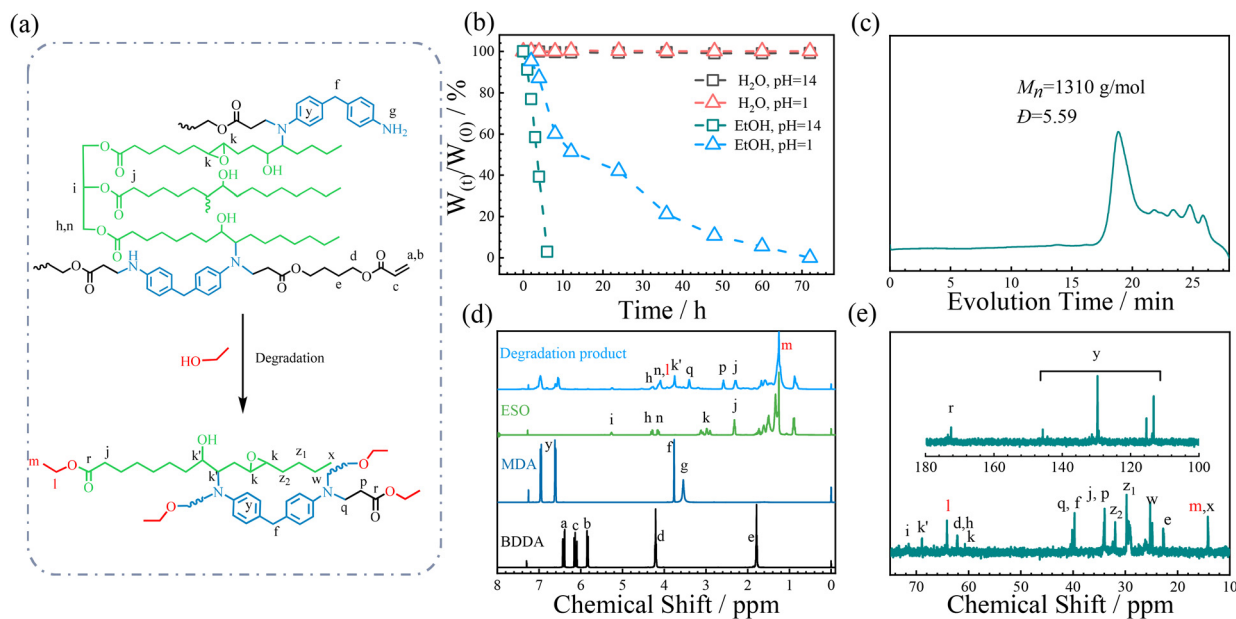 (a)
f
g
O
O
N
y
NH₂
k
O
k
OH
O
j
OH
i
O
O
h,n
OH
O
O
O
H
N
N
O
O
d
O
O
a,b
e
c
HO
Degradation
OH
m
O
j
k'
O
k
z₁
x
O
r
l
k'
k
z₂
w
p
O
N
N
r
O
O
y
q
O
f
(b)
100
80
60
40
20
0
W(t)/W(0) / %
H₂O, pH=14
H₂O, pH=1
EtOH, pH=14
EtOH, pH=1
0 10 20 30 40 50 60 70
Time / h
(c)
Mn=1310 g/mol
Đ=5.59
0 5 10 15 20 25
Evolution Time / min
(d)
Degradation product
h
n,l
k'
q
p
j
m
ESO
i
h
n
k
j
MDA
y
f
g
BDDA
a
c
b
d
e
8 7 6 5 4 3 2 1 0
Chemical Shift / ppm
(e)
y
r
180 160 140 120 100
i
k'
l
d,h
k
q, f
j, p
z₂
z₁
w
e
m,x
70 60 50 40 30 20 10
Chemical Shift / ppm